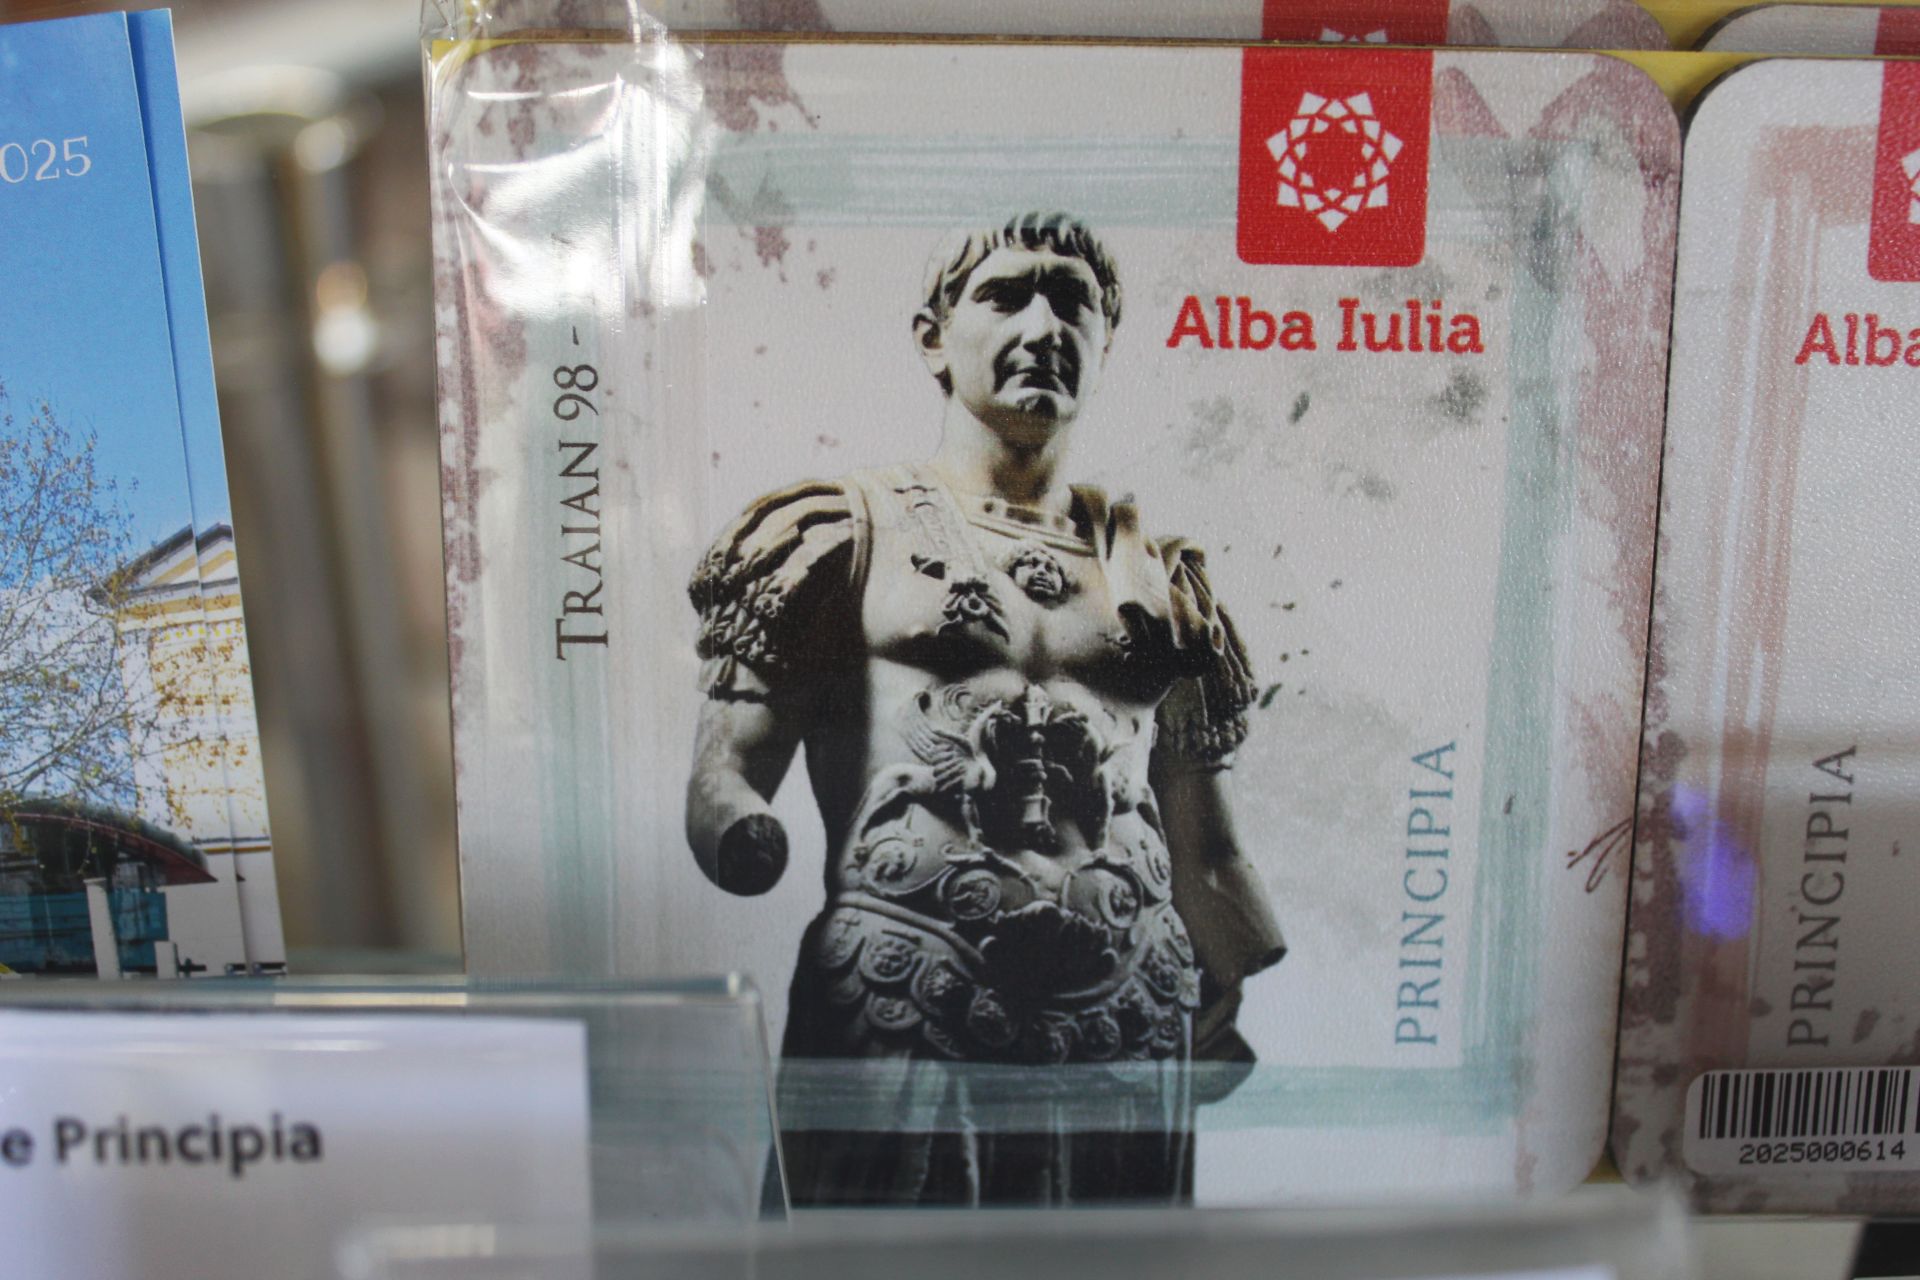 025
TRAIAN 98 -
Alba Iulia
PRINCIPIA
Alba
PRINCIPIA
2025000614
e Principia